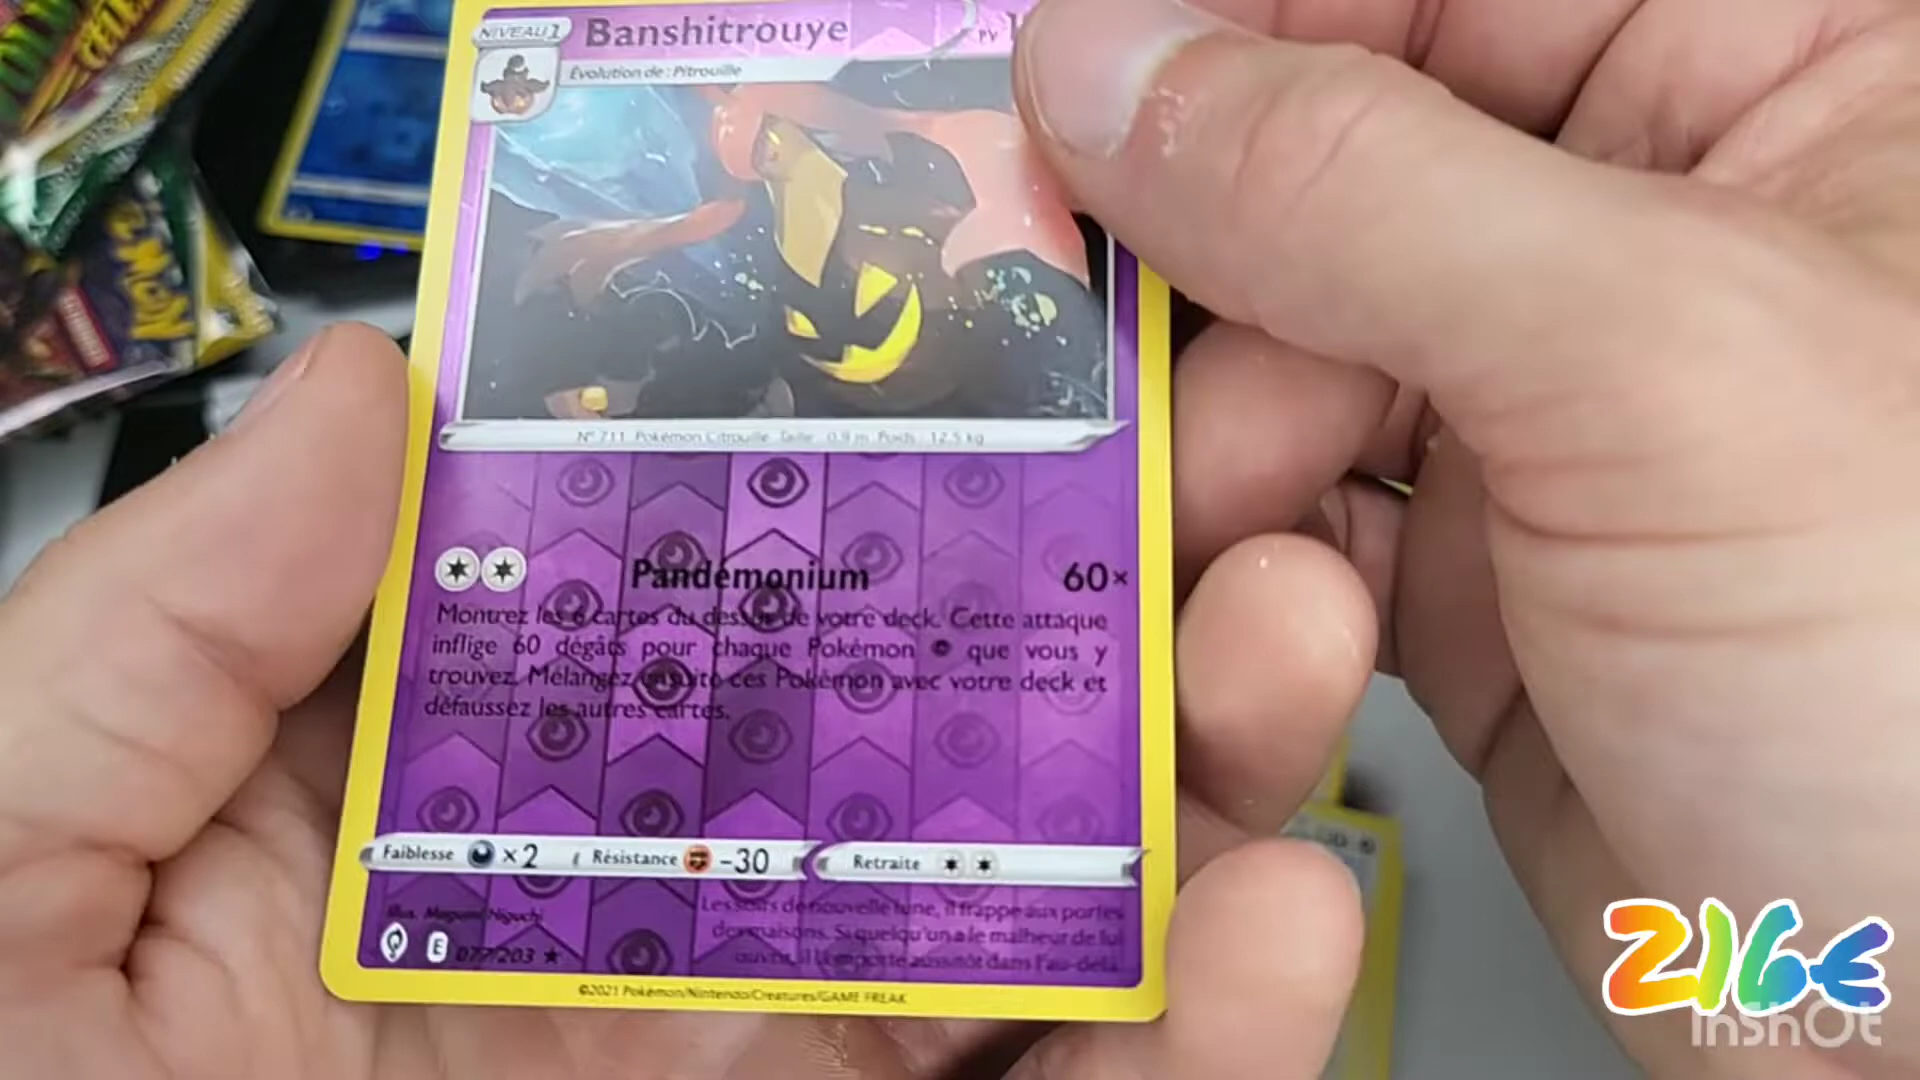 NIVEAU 1
Banshitrouye
PV
Évolution de : Pitrouille
N° 711 Pokémon Citrouille Taille : 0,9 m Poids : 12,5 kg
Pandémonium 60×
Montrez les 6 cartes du dessus de votre deck. Cette attaque
inflige 60 dégâts pour chaque Pokémon que vous y
trouvez. Mélangez ensuite ces Pokémon avec votre deck et
défaussez les autres cartes.
Faiblesse ×2 Résistance -30 Retraite
Illus. Megumi Higuchi
Les soirs de nouvelle lune, il frappe aux portes
des maisons. Si quelqu'un a le malheur de lui
ouvrir, il l'emporte aussitôt dans l'au-delà.
E 077/203 ★
©2021 Pokémon/Nintendo/Creatures/GAME FREAK
216€
InShOt